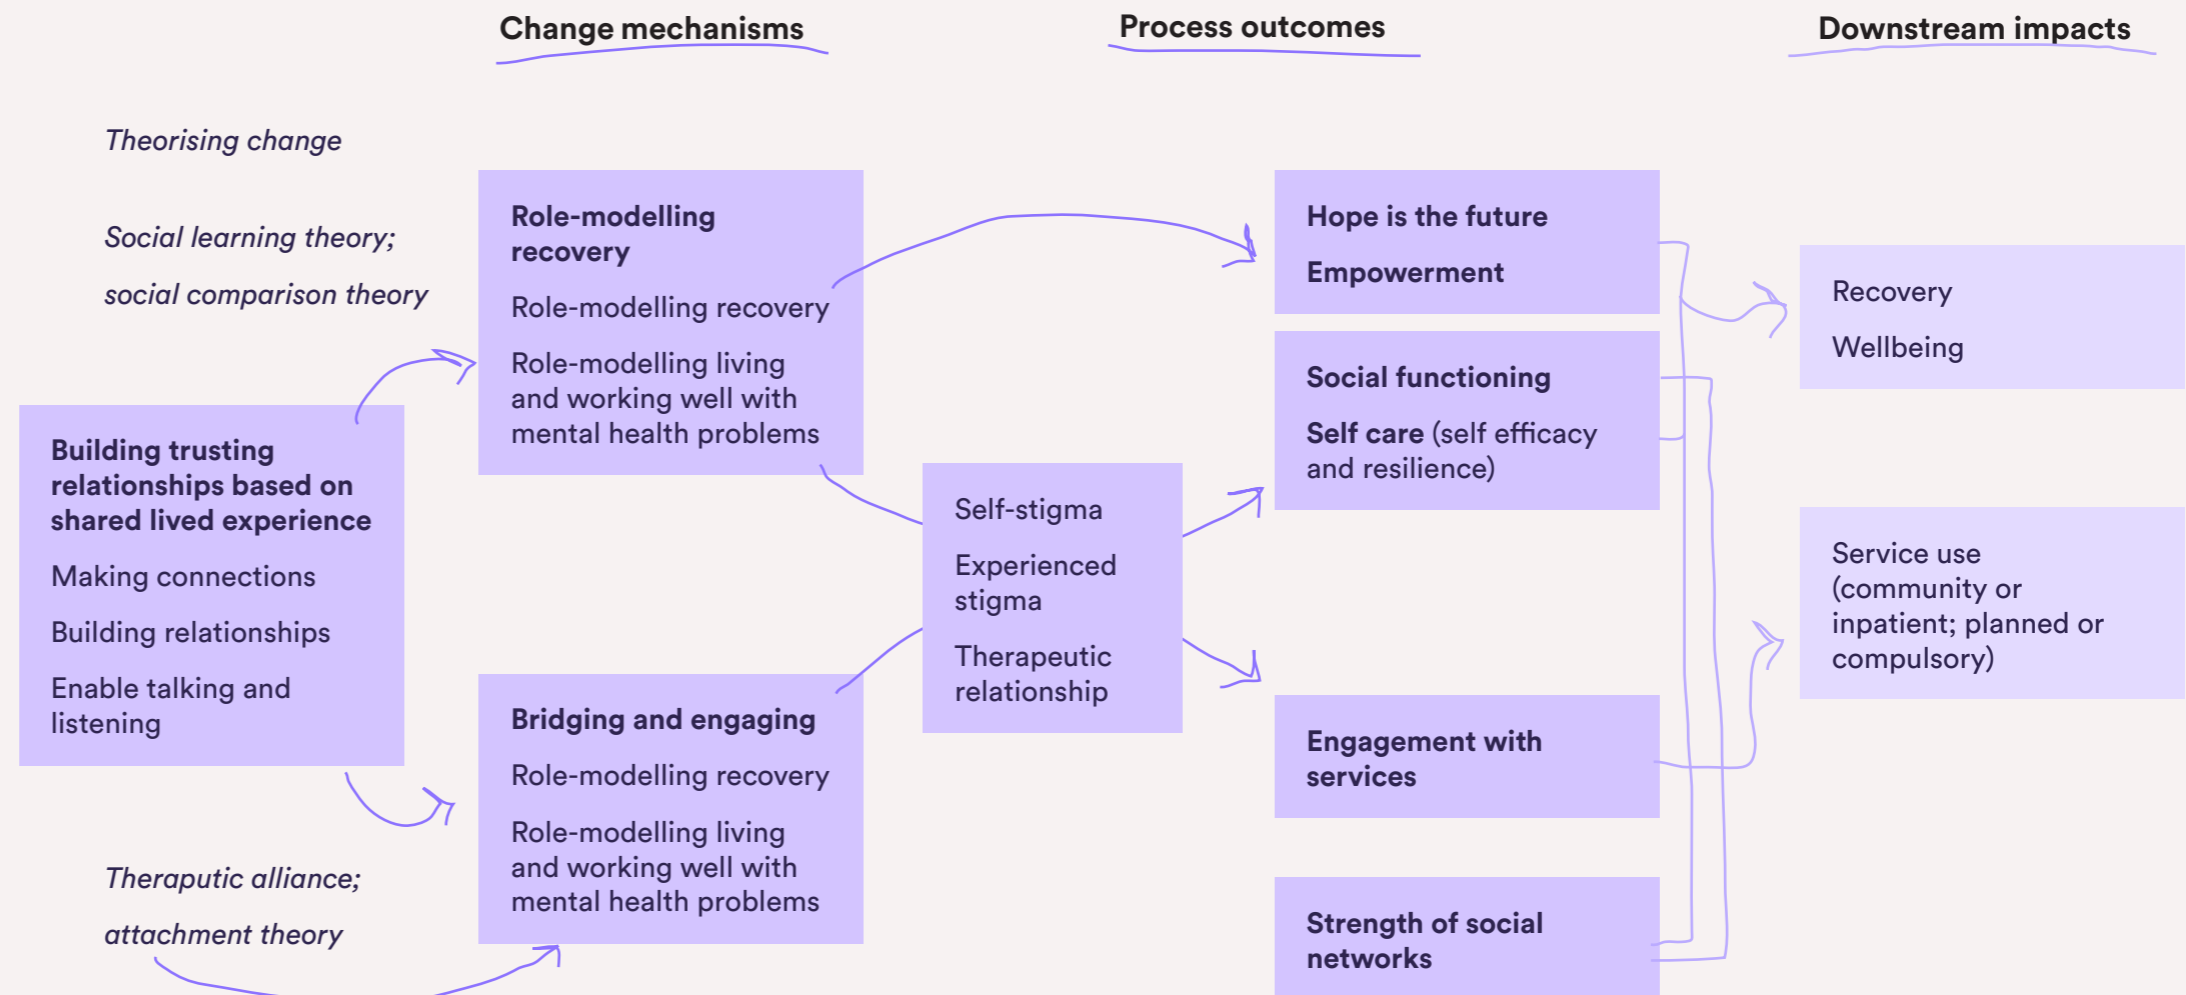 Change mechanisms
Process outcomes
Downstream impacts
Theorising change
Social learning theory;
social comparison theory
Building trusting
relationships based on
shared lived experience
Making connections
Building relationships
Enable talking and
listening
Theraputic alliance;
attachment theory
Role-modelling
recovery
Role-modelling recovery
Role-modelling living
and working well with
mental health problems
Bridging and engaging
Role-modelling recovery
Role-modelling living
and working well with
mental health problems
Self-stigma
Experienced
stigma
Therapeutic
relationship
Hope is the future
Empowerment
Social functioning
Self care (self efficacy
and resilience)
Engagement with
services
Strength of social
networks
Recovery
Wellbeing
Service use
(community or
inpatient; planned or
compulsory)